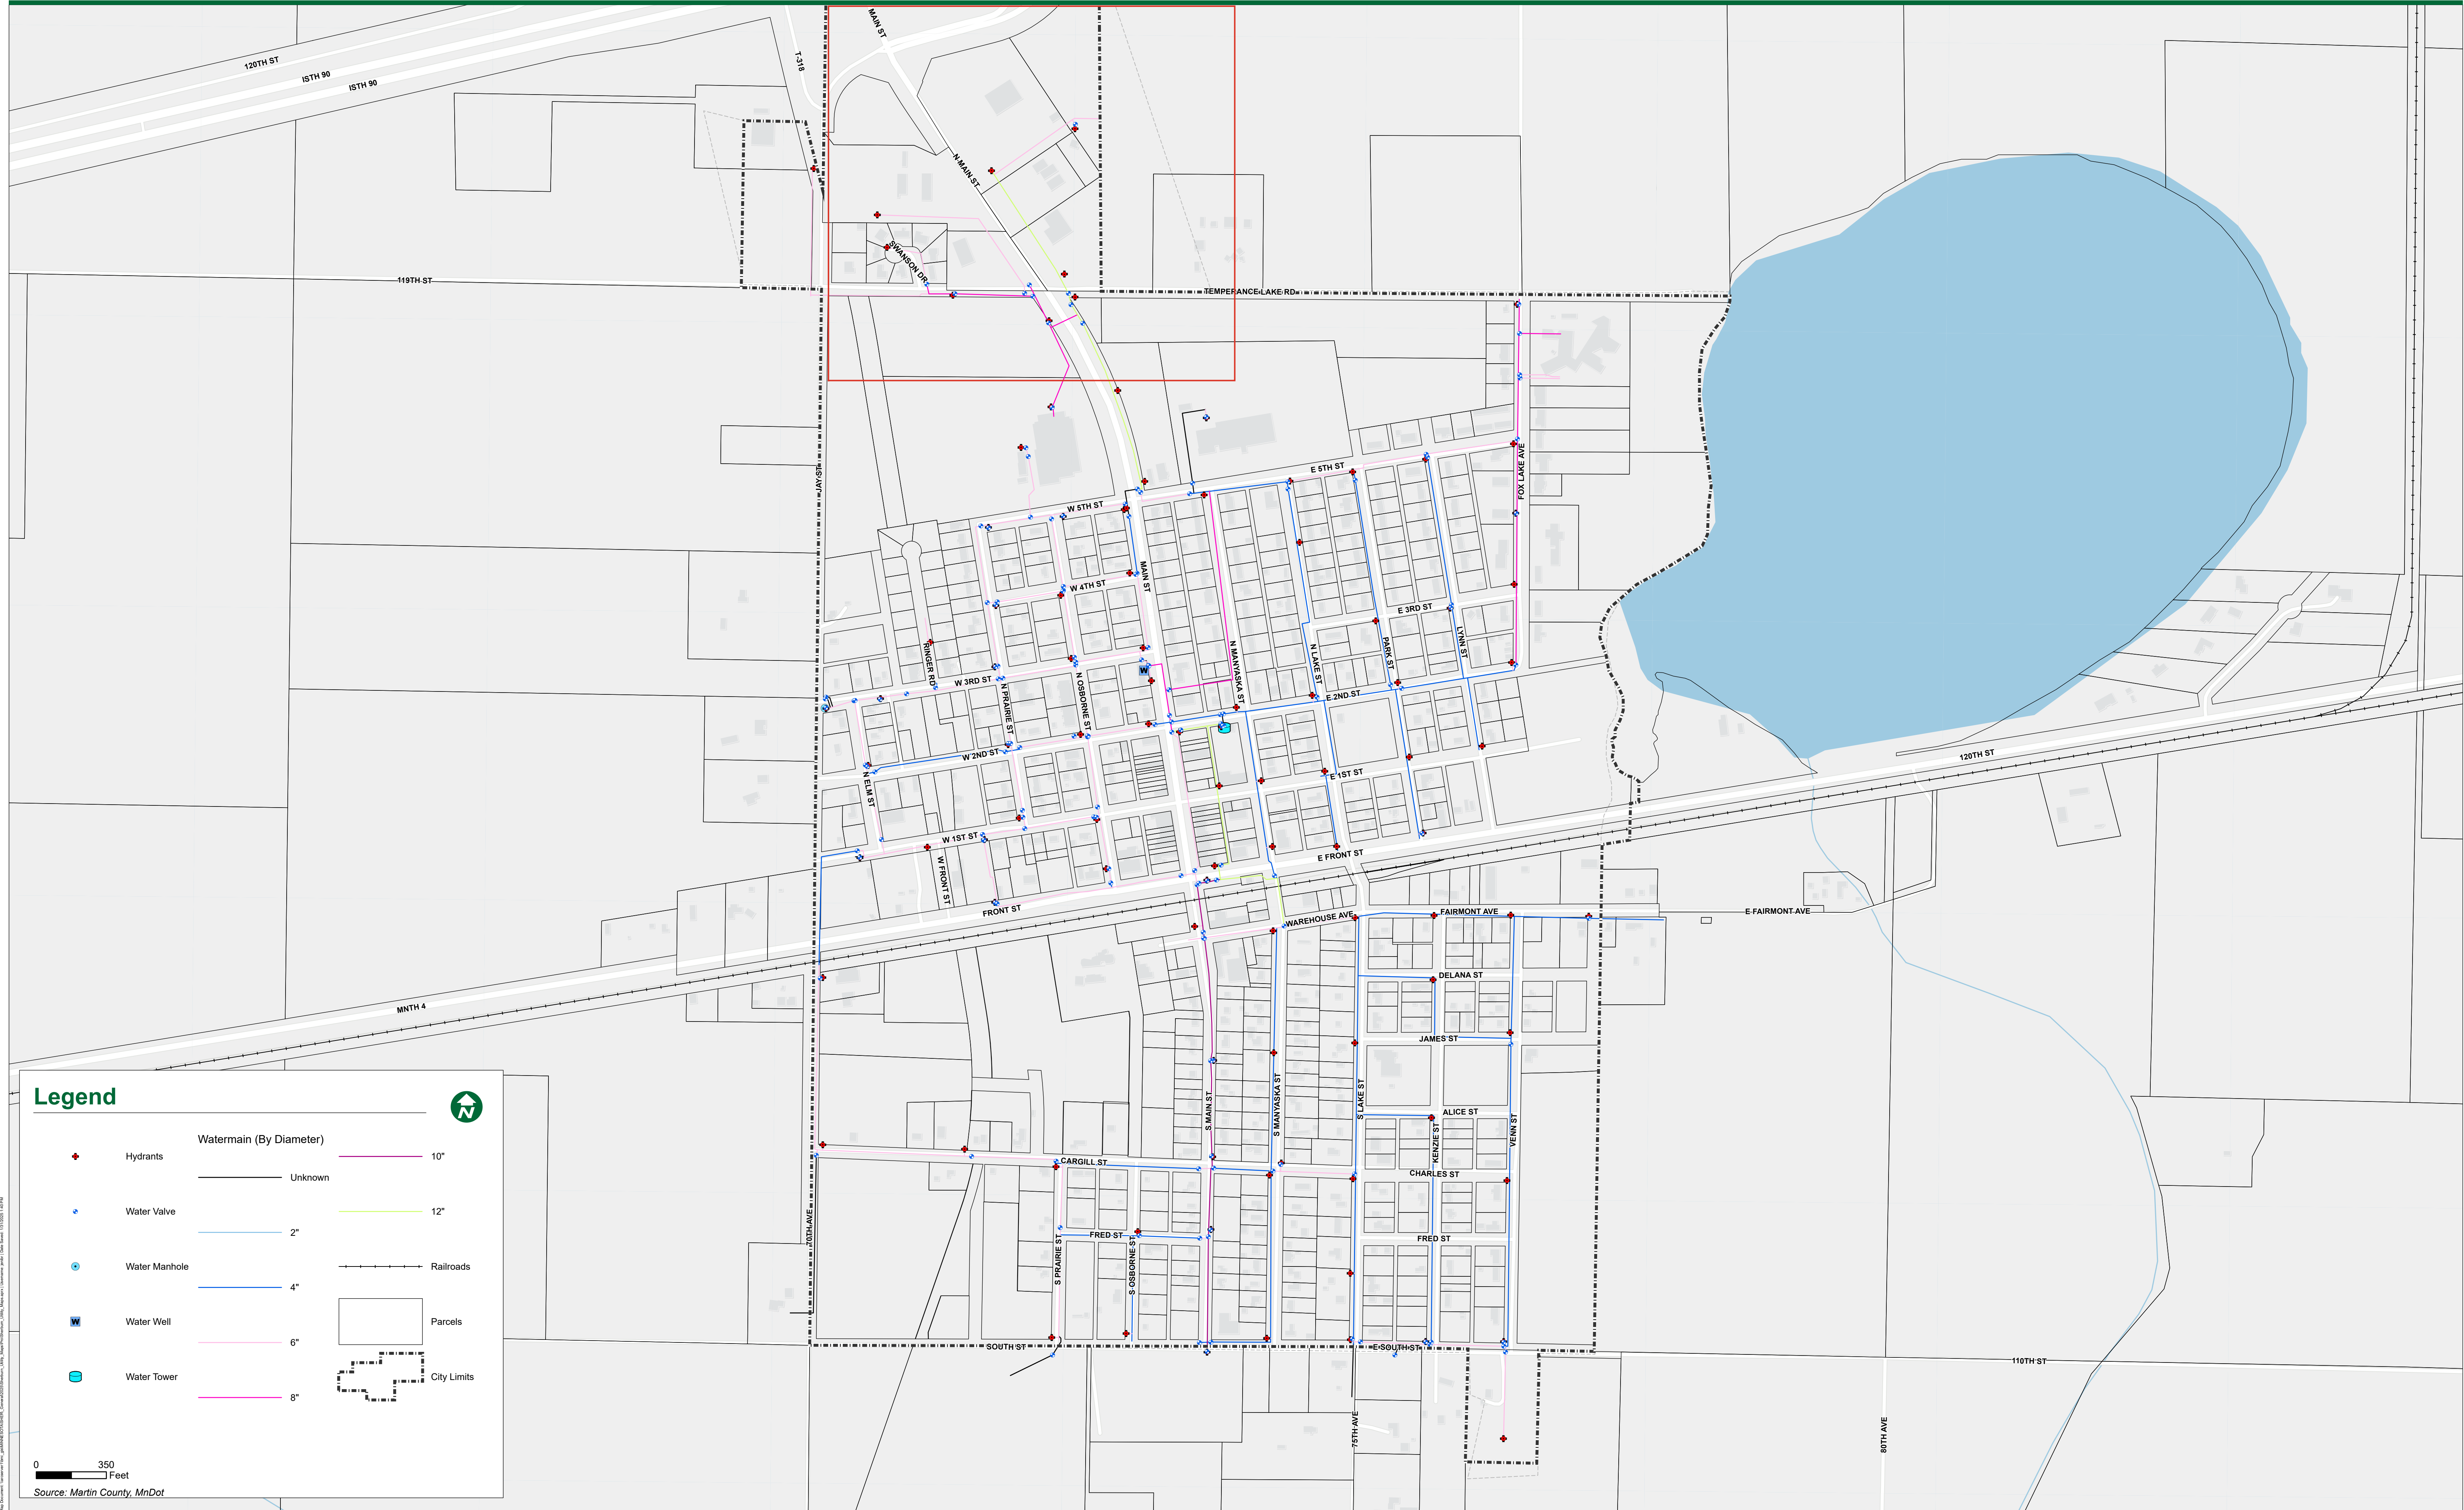 MAIN ST
120TH ST
ISTH 90
ISTH 90
T-318
N MAIN ST
SWANSON DR
119TH ST
TEMPERANCE LAKE RD
JAY ST
FOX LAKE AVE
E 5TH ST
W 5TH ST
MAIN ST
W 4TH ST
E 3RD ST
LYNN ST
PARK ST
RINGER RD
N MANYASKA ST
N LAKE ST
W 3RD ST
N PRAIRIE ST
N OSBORNE ST
E 2ND ST
W
W 2ND ST
120TH ST
N ELM ST
E 1ST ST
W 1ST ST
W FRONT ST
E FRONT ST
FRONT ST
WAREHOUSE AVE
FAIRMONT AVE
E FAIRMONT AVE
DELANA ST
MNTH 4
JAMES ST
S MAIN ST
S MANYASKA ST
S LAKE ST
ALICE ST
KENZIE ST
VENN ST
CARGILL ST
CHARLES ST
70TH AVE
S PRAIRIE ST
FRED ST
S OSBORNE ST
FRED ST
SOUTH ST
E SOUTH ST
110TH ST
75TH AVE
80TH AVE
Legend
N
Watermain (By Diameter)
Hydrants
10"
Unknown
Water Valve
12"
2"
Water Manhole
Railroads
4"
W
Water Well
Parcels
6"
Water Tower
City Limits
8"
0 350
Feet
Source: Martin County, MnDot